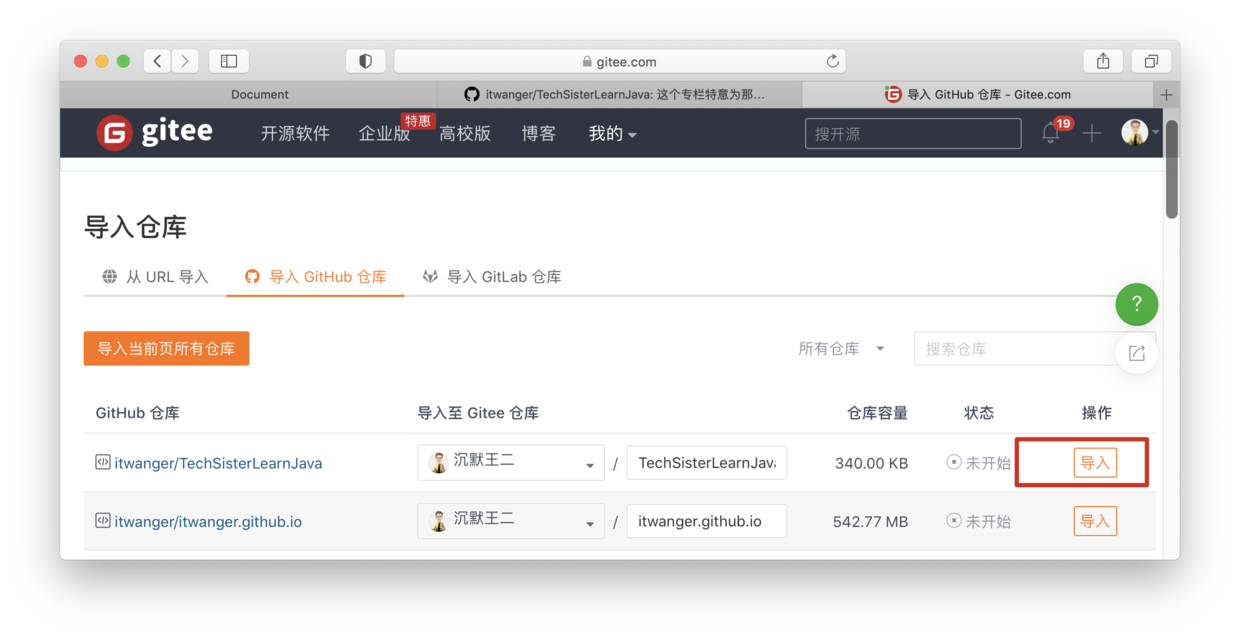 gitee.com
Document
itwanger/TechSisterLearnJava: 这个专栏特意为那...
导入 GitHub 仓库 - Gitee.com
gitee
开源软件
企业版
特惠
高校版
博客
我的
搜开源
19
导入仓库
从 URL 导入
导入 GitHub 仓库
导入 GitLab 仓库
?
导入当前页所有仓库
所有仓库
搜索仓库
GitHub 仓库
导入至 Gitee 仓库
仓库容量
状态
操作
itwanger/TechSisterLearnJava
沉默王二
/
TechSisterLearnJava
340.00 KB
未开始
导入
itwanger/itwanger.github.io
沉默王二
/
itwanger.github.io
542.77 MB
未开始
导入